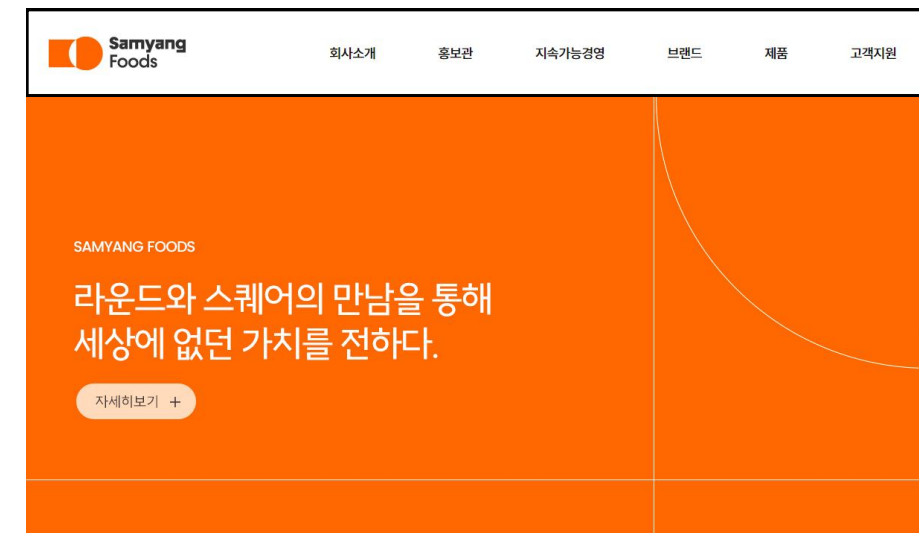 Samyang
Foods
회사소개 홍보관 지속가능경영 브랜드 제품 고객지원
SAMYANG FOODS
라운드와 스퀘어의 만남을 통해
세상에 없던 가치를 전하다.
자세히보기 +